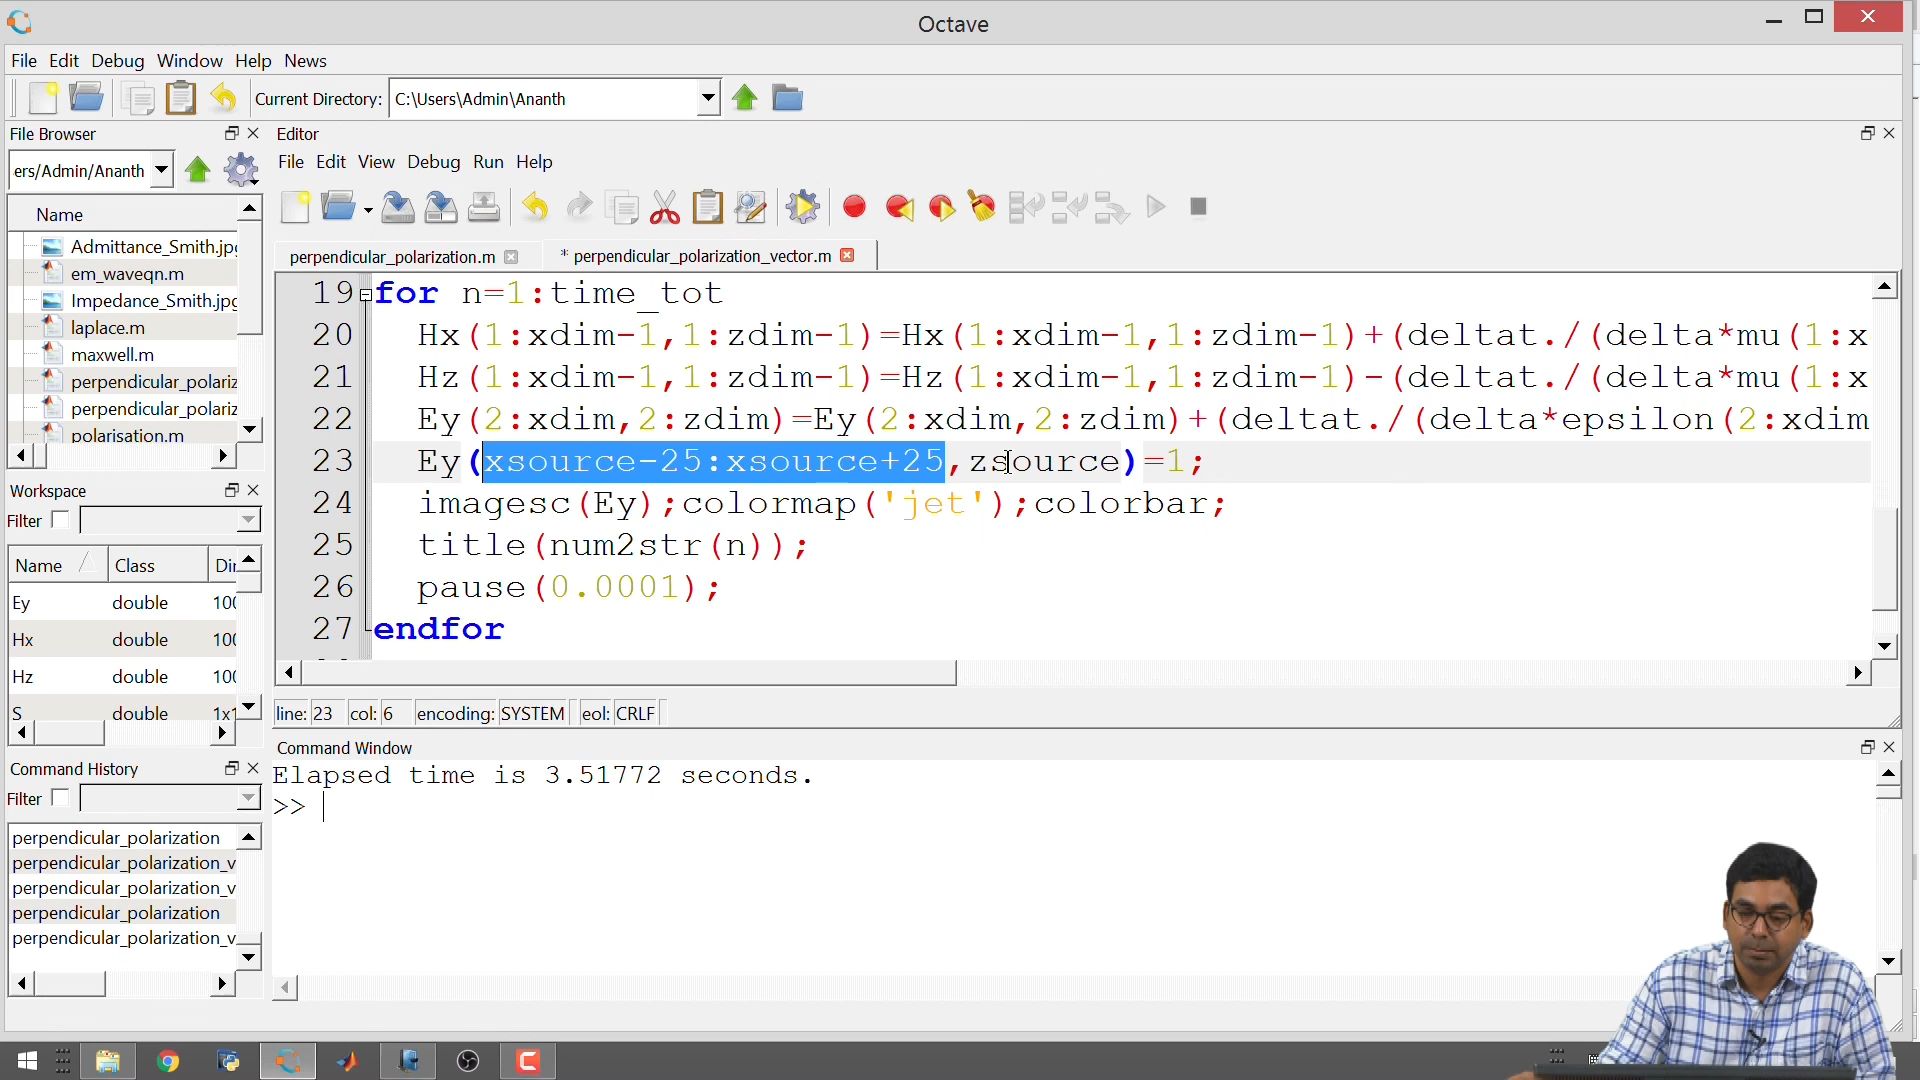 Octave
File Edit Debug Window Help News
Current Directory: C:\Users\Admin\Ananth
File Browser
ers/Admin/Ananth
Name
Admittance_Smith.jp
em_waveqn.m
Impedance_Smith.jpg
laplace.m
maxwell.m
perpendicular_polariz
perpendicular_polariz
polarisation.m
Workspace
Filter
Name Class Dir
Ey double 100
Hx double 100
Hz double 100
S double 1x1
Command History
Filter
perpendicular_polarization
perpendicular_polarization_v
perpendicular_polarization_v
perpendicular_polarization
perpendicular_polarization_v
Editor
File Edit View Debug Run Help
perpendicular_polarization.m * perpendicular_polarization_vector.m
19 for n=1:time_tot
20 Hx(1:xdim-1,1:zdim-1)=Hx(1:xdim-1,1:zdim-1)+(deltat./(delta*mu(1:x
21 Hz(1:xdim-1,1:zdim-1)=Hz(1:xdim-1,1:zdim-1)-(deltat./(delta*mu(1:x
22 Ey(2:xdim,2:zdim)=Ey(2:xdim,2:zdim)+(deltat./(delta*epsilon(2:xdim
23 Ey(xsource-25:xsource+25,zsource)=1;
24 imagesc(Ey);colormap('jet');colorbar;
25 title(num2str(n));
26 pause(0.0001);
27 endfor
line: 23 col: 6 encoding: SYSTEM eol: CRLF
Command Window
Elapsed time is 3.51772 seconds.
>>